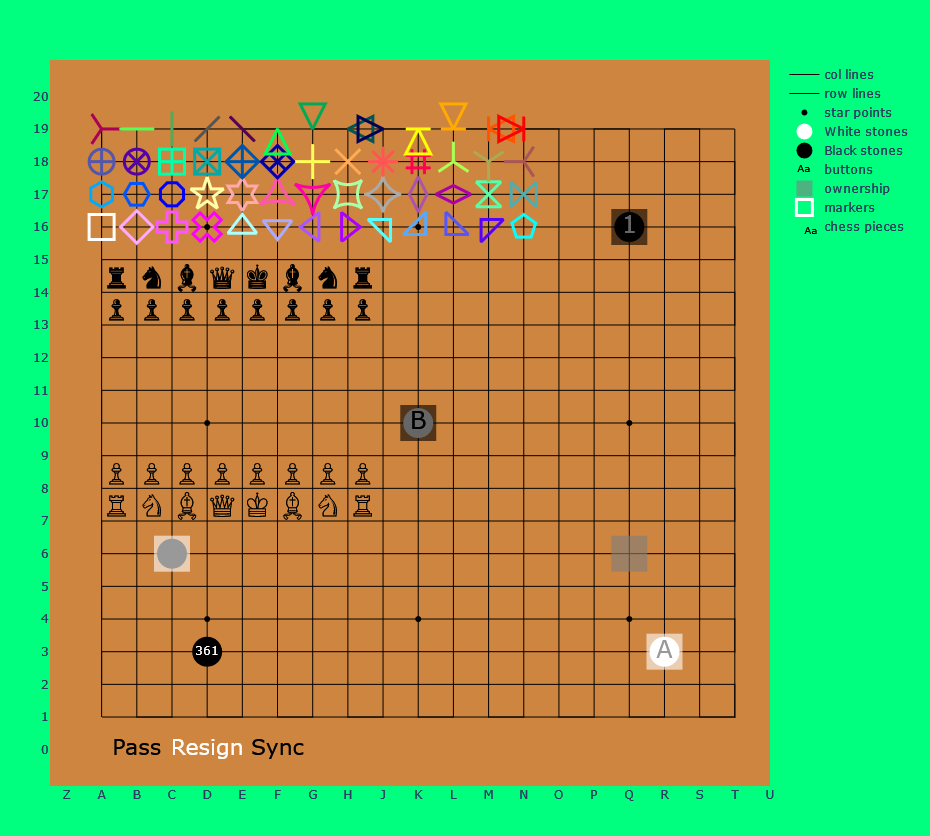 col lines
row lines
star points
White stones
Black stones
Aa buttons
ownership
markers
Aa chess pieces
20
19
18
17
16 1
15
14
13
12
11
10 B
9
8
7
6
5
4
3 361 A
2
1
0
Pass Resign Sync
Z A B C D E F G H J K L M N O P Q R S T U